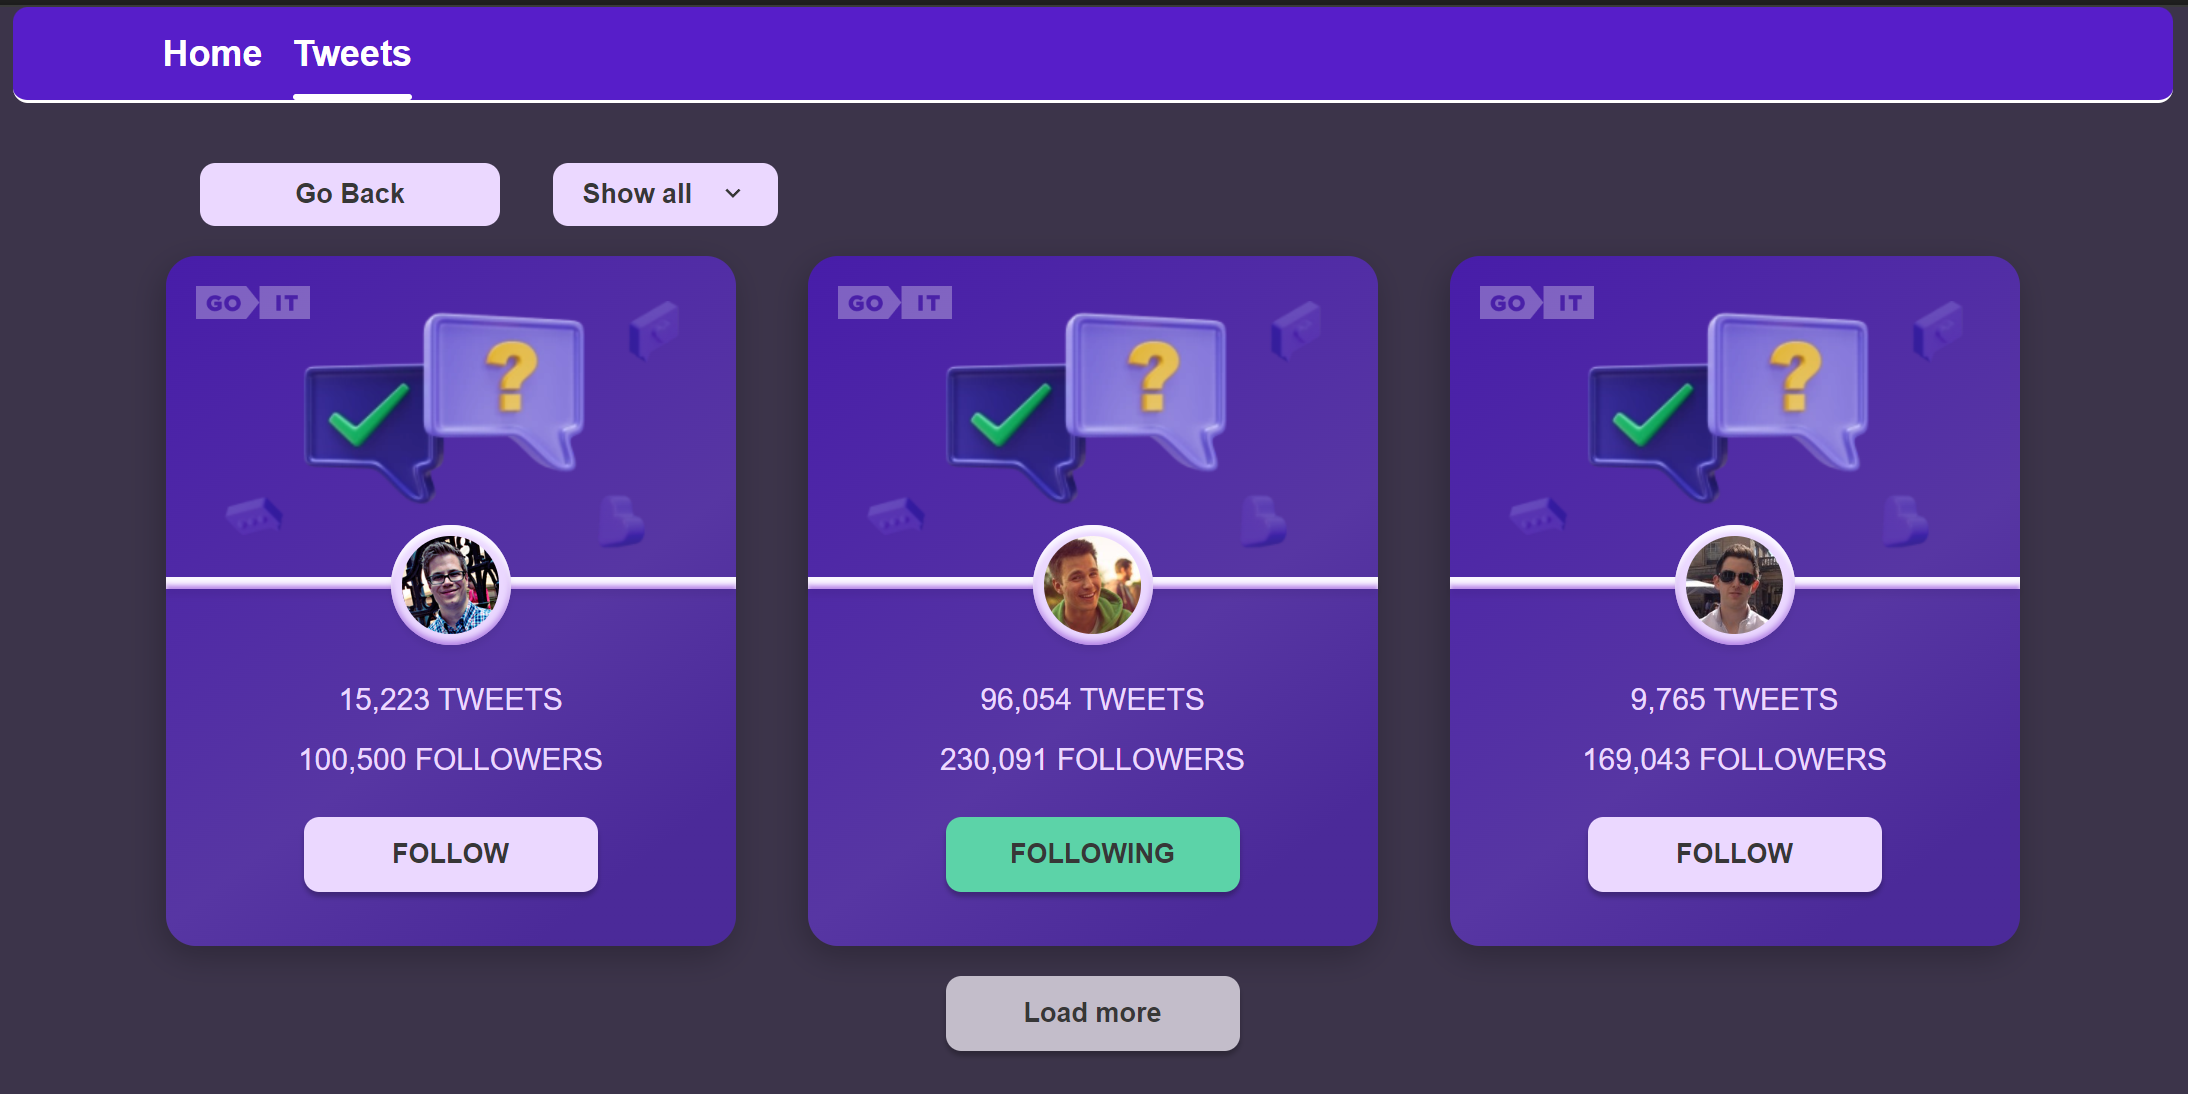 Home Tweets
Go Back Show all
GO IT
GO IT
GO IT
?
?
?
15,223 TWEETS
100,500 FOLLOWERS
FOLLOW
96,054 TWEETS
230,091 FOLLOWERS
FOLLOWING
9,765 TWEETS
169,043 FOLLOWERS
FOLLOW
Load more